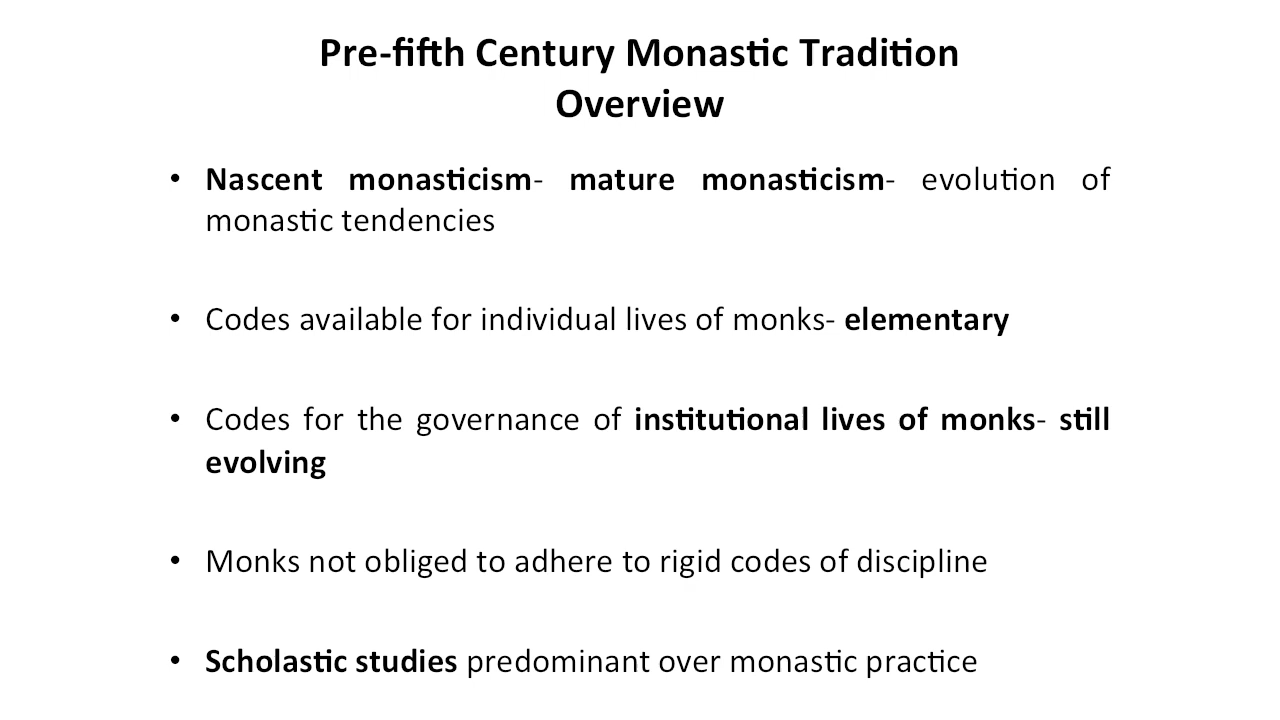 Pre-fifth Century Monastic Tradition
Overview
• Nascent monasticism- mature monasticism- evolution of
monastic tendencies
• Codes available for individual lives of monks- elementary
• Codes for the governance of institutional lives of monks- still
evolving
• Monks not obliged to adhere to rigid codes of discipline
• Scholastic studies predominant over monastic practice